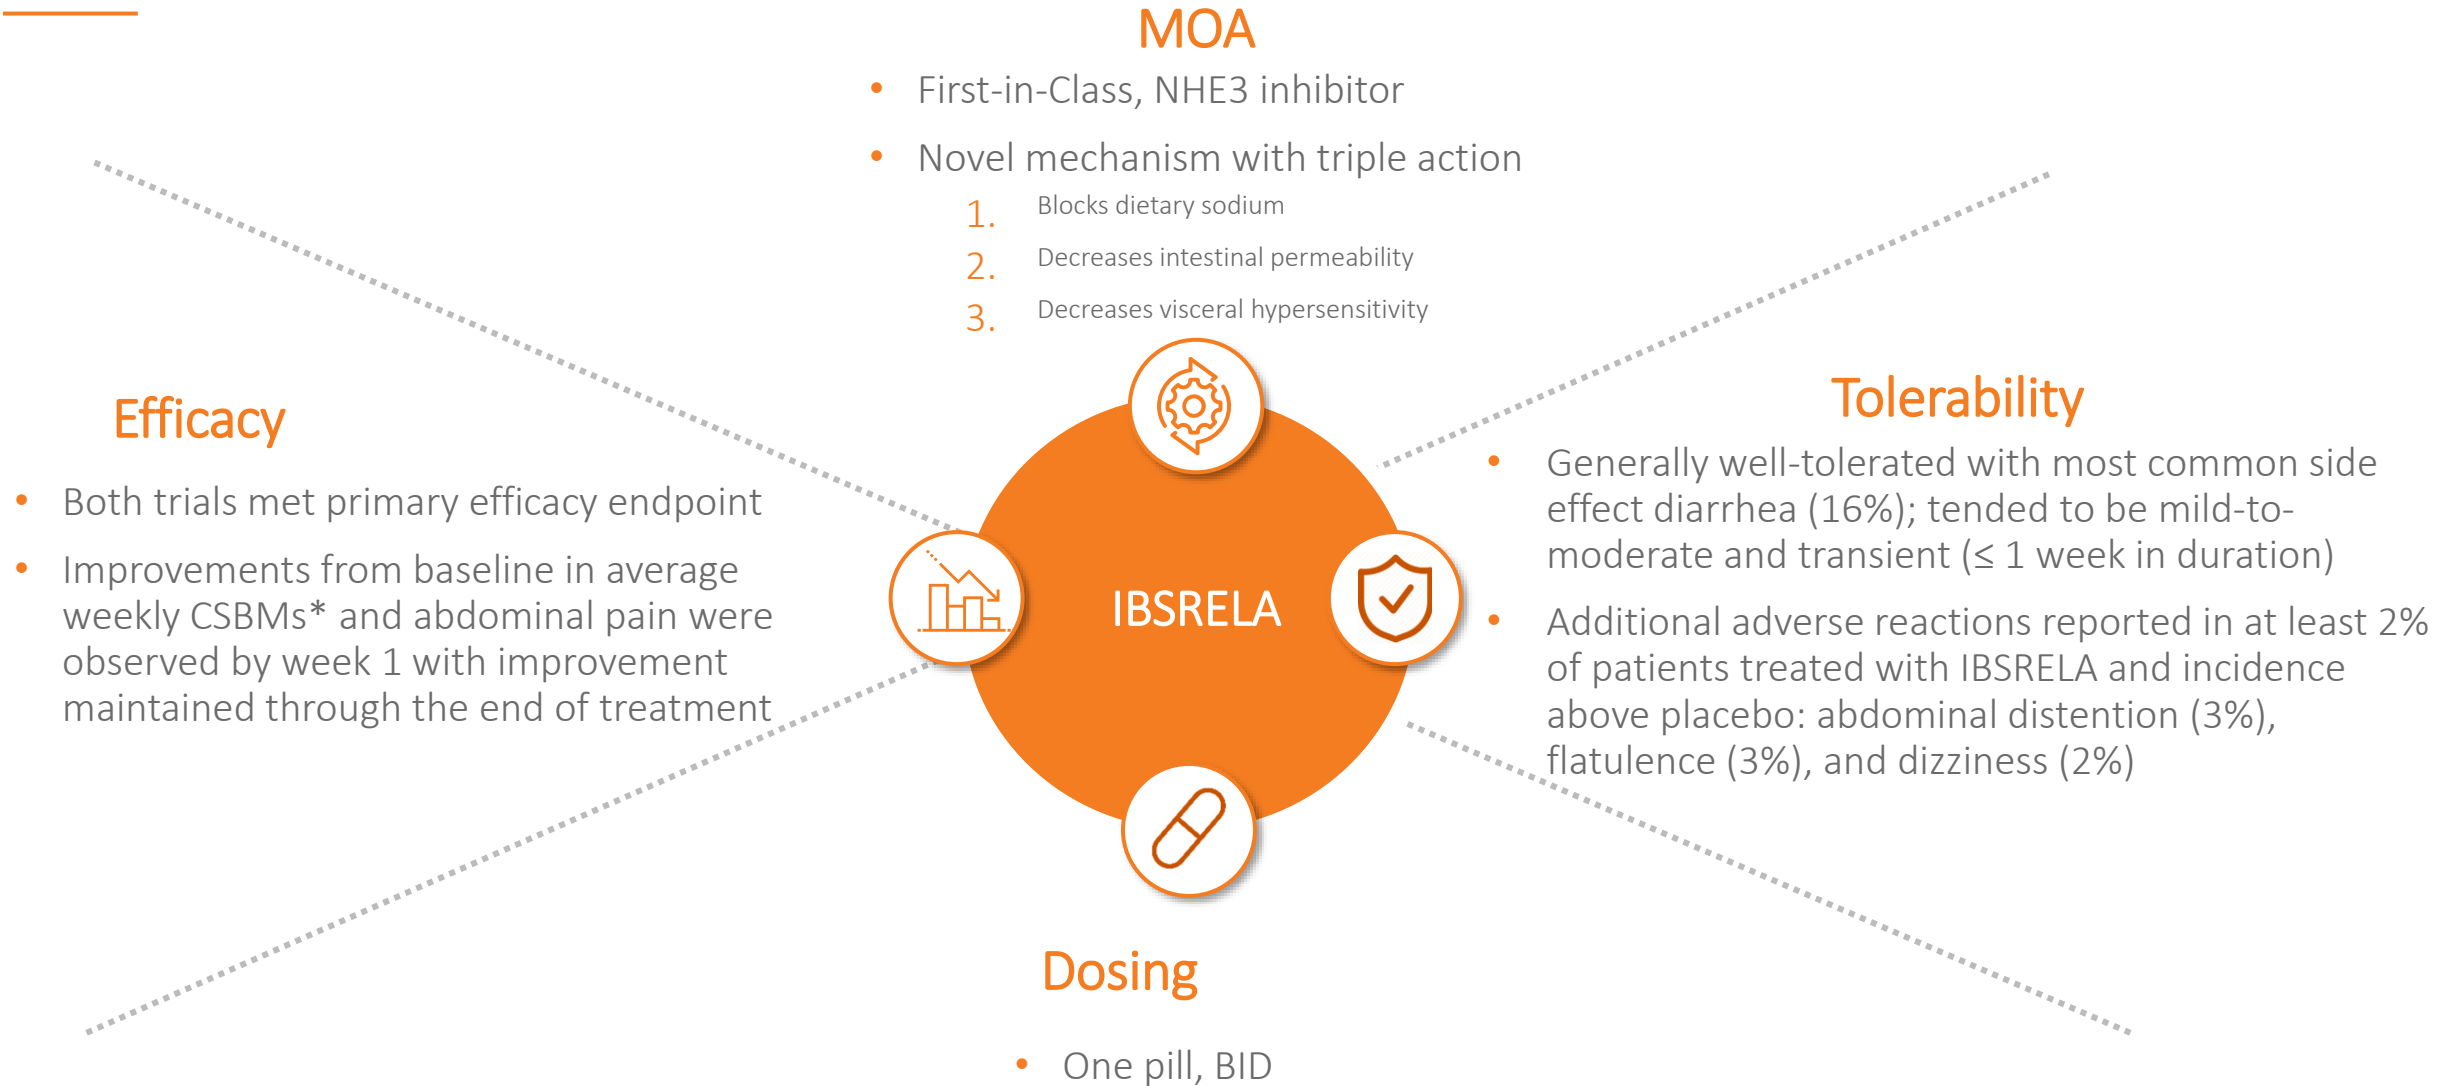 MOA
• First-in-Class, NHE3 inhibitor
• Novel mechanism with triple action
1. Blocks dietary sodium
2. Decreases intestinal permeability
3. Decreases visceral hypersensitivity
Efficacy
• Both trials met primary efficacy endpoint
• Improvements from baseline in average
weekly CSBMs* and abdominal pain were
observed by week 1 with improvement
maintained through the end of treatment
IBSRELA
Tolerability
• Generally well-tolerated with most common side
effect diarrhea (16%); tended to be mild-to-
moderate and transient (≤ 1 week in duration)
• Additional adverse reactions reported in at least 2%
of patients treated with IBSRELA and incidence
above placebo: abdominal distention (3%),
flatulence (3%), and dizziness (2%)
Dosing
• One pill, BID